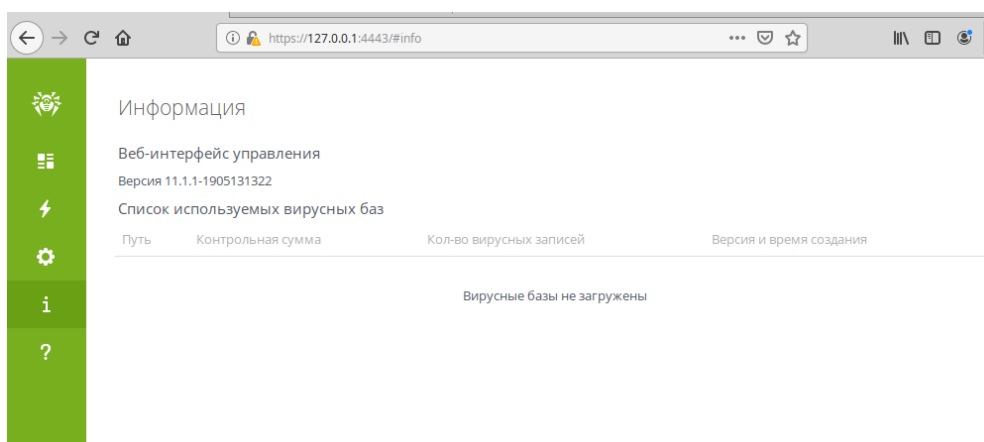 https://127.0.0.1:4443/#info
Информация
Веб-интерфейс управления
Версия 11.1.1-1905131322
Список используемых вирусных баз
Путь Контрольная сумма Кол-во вирусных записей Версия и время создания
Вирусные базы не загружены